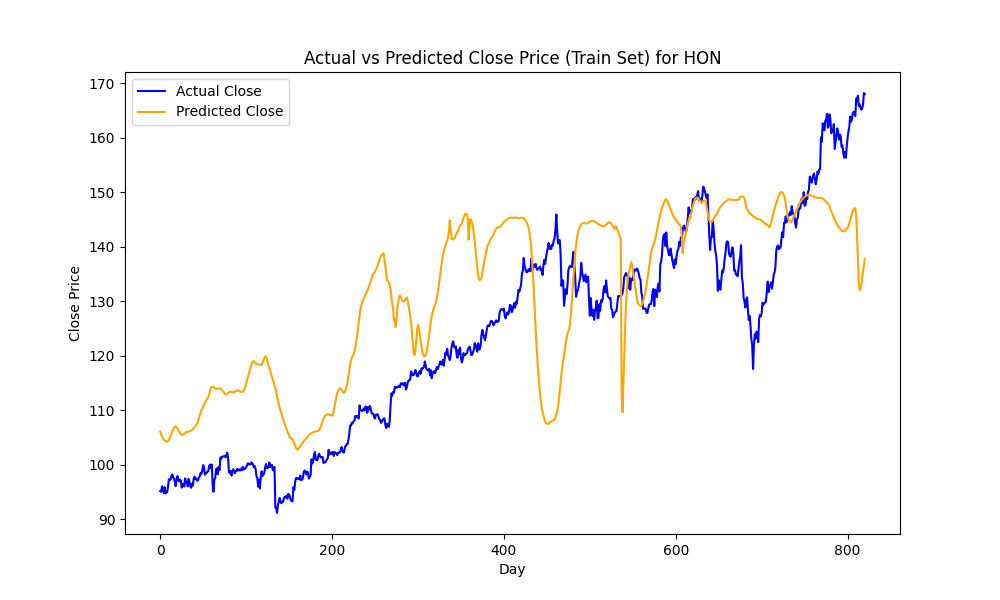 Actual vs Predicted Close Price (Train Set) for HON
Actual Close
Predicted Close
170
160
150
140
130
120
110
100
90
Close Price
0 200 400 600 800
Day